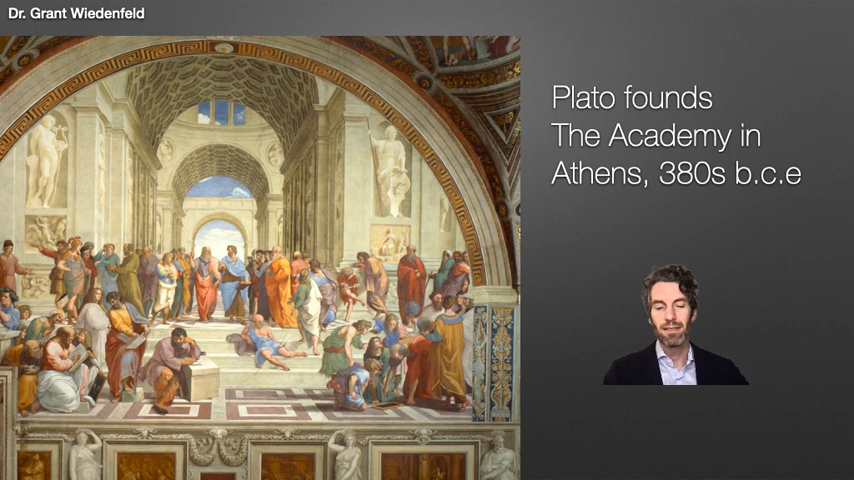 Dr. Grant Wiedenfeld
Plato founds
The Academy in
Athens, 380s b.c.e